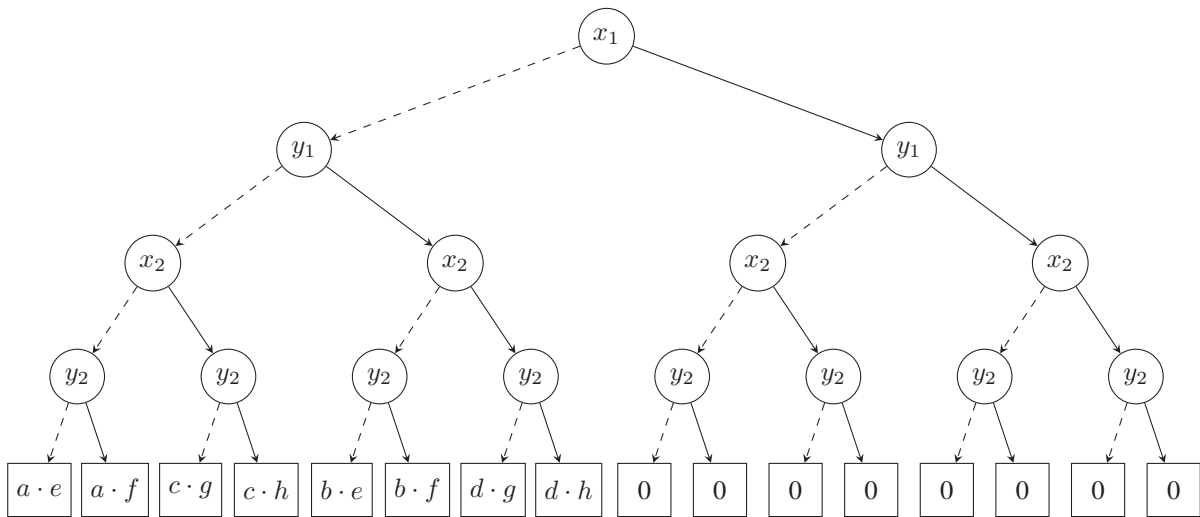 x₁
y₁ y₁
x₂ x₂ x₂ x₂
y₂ y₂ y₂ y₂ y₂ y₂ y₂ y₂
a · e a · f c · g c · h b · e b · f d · g d · h 0 0 0 0 0 0 0 0